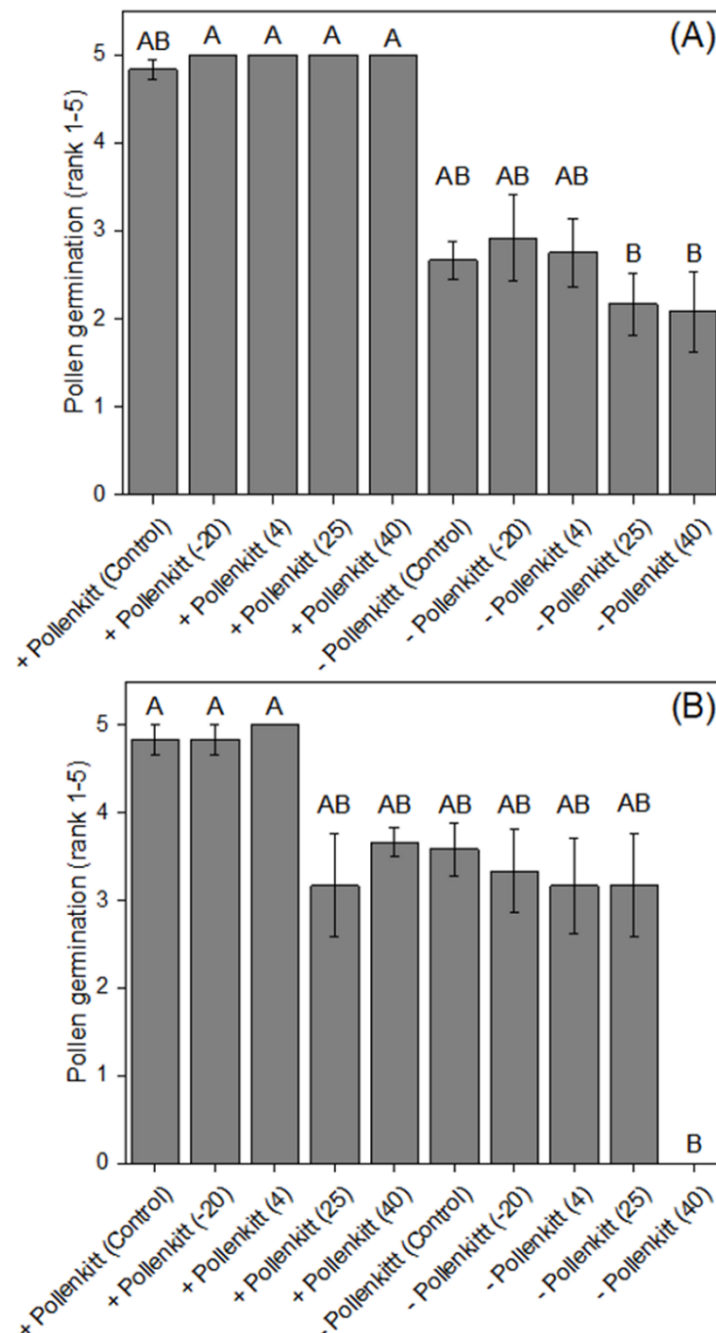 (A)
AB A A A A AB AB AB B B
Pollen germination (rank 1-5)
5
4
3
2
1
0
+ Pollenkitt (Control)
+ Pollenkitt (-20)
+ Pollenkitt (4)
+ Pollenkitt (25)
+ Pollenkitt (40)
- Pollenkitt (Control)
- Pollenkitt (-20)
- Pollenkitt (4)
- Pollenkitt (25)
- Pollenkitt (40)
(B)
A A A AB AB AB AB AB AB B
Pollen germination (rank 1-5)
5
4
3
2
1
0
+ Pollenkitt (Control)
+ Pollenkitt (-20)
+ Pollenkitt (4)
+ Pollenkitt (25)
+ Pollenkitt (40)
- Pollenkitt (Control)
- Pollenkitt (-20)
- Pollenkitt (4)
- Pollenkitt (25)
- Pollenkitt (40)